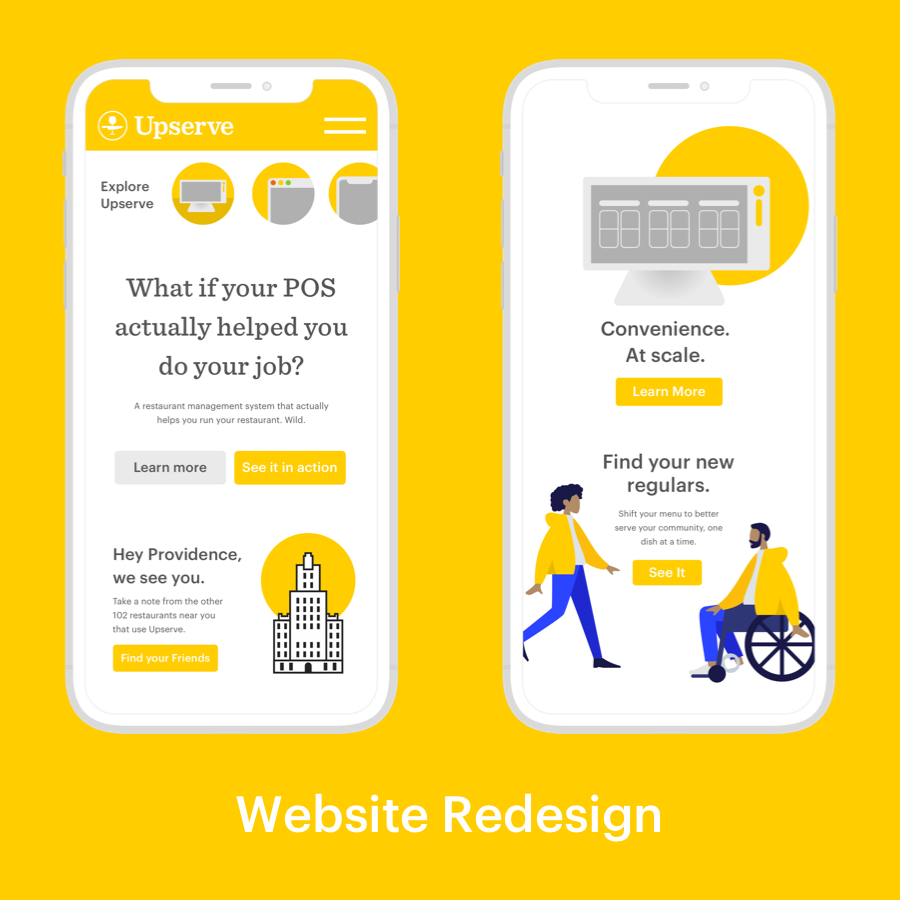 Upserve
Explore
Upserve
What if your POS
actually helped you
do your job?
A restaurant management system that actually
helps you run your restaurant. Wild.
Learn more
See it in action
Hey Providence,
we see you.
Take a note from the other
102 restaurants near you
that use Upserve.
Find your Friends
Convenience.
At scale.
Learn More
Find your new
regulars.
Shift your menu to better
serve your community, one
dish at a time.
See It
Website Redesign